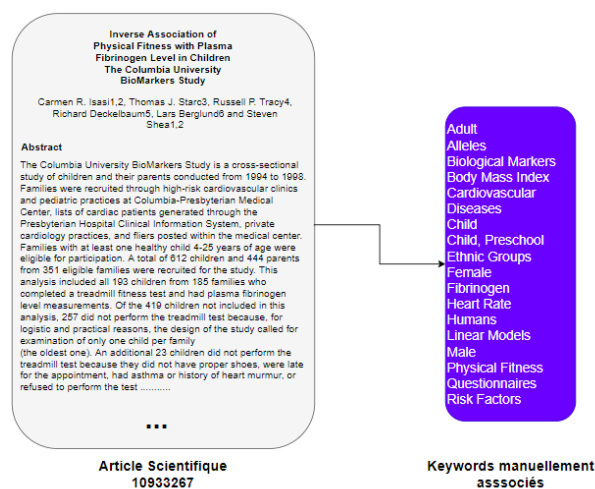 Inverse Association of
Physical Fitness with Plasma
Fibrinogen Level in Children
The Columbia University
BioMarkers Study
Carmen R. Isasi1,2, Thomas J. Starc3, Russell P. Tracy4,
Richard Deckelbaum5, Lars Berglund6 and Steven
Shea1,2
Abstract
The Columbia University BioMarkers Study is a cross-sectional
study of children and their parents conducted from 1994 to 1998.
Families were recruited through high-risk cardiovascular clinics
and pediatric practices at Columbia-Presbyterian Medical
Center, lists of cardiac patients generated through the
Presbyterian Hospital Clinical Information System, private
cardiology practices, and fliers posted within the medical center.
Families with at least one healthy child 4-25 years of age were
eligible for participation. A total of 612 children and 444 parents
from 351 eligible families were recruited for the study. This
analysis included all 193 children from 185 families who
completed a treadmill fitness test and had plasma fibrinogen
level measurements. Of the 419 children not included in this
analysis, 257 did not perform the treadmill test because, for
logistic and practical reasons, the design of the study called for
examination of only one child per family
(the oldest one). An additional 23 children did not perform the
treadmill test because they did not have proper shoes, were late
for the appointment, had asthma or history of heart murmur, or
refused to perform the test ...........
...
Article Scientifique
10933267
Adult
Alleles
Biological Markers
Body Mass Index
Cardiovascular
Diseases
Child
Child, Preschool
Ethnic Groups
Female
Fibrinogen
Heart Rate
Humans
Linear Models
Male
Physical Fitness
Questionnaires
Risk Factors
Keywords manuellement
asssociés